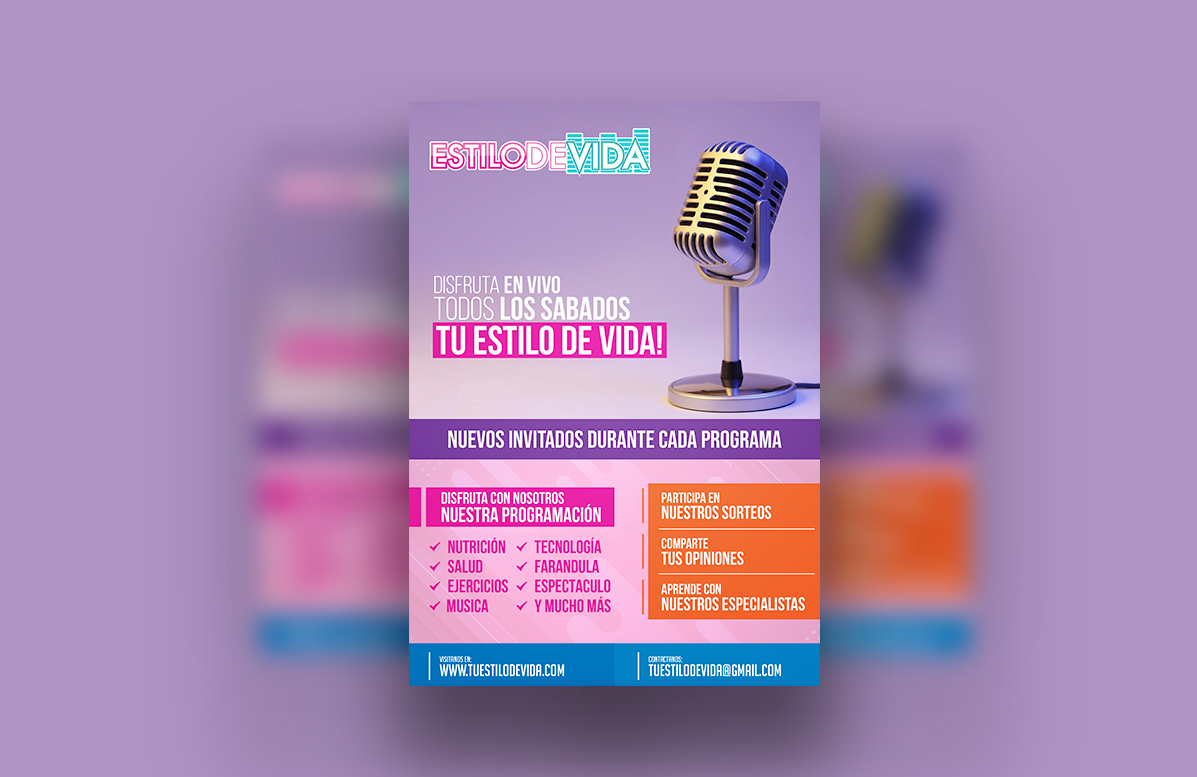 ESTILODEVIDA
DISFRUTA EN VIVO
TODOS LOS SABADOS
TU ESTILO DE VIDA!
NUEVOS INVITADOS DURANTE CADA PROGRAMA
DISFRUTA CON NOSOTROS
NUESTRA PROGRAMACIÓN
NUTRICIÓN
SALUD
EJERCICIOS
MUSICA
TECNOLOGÍA
FARANDULA
ESPECTACULO
Y MUCHO MÁS
PARTICIPA EN
NUESTROS SORTEOS
COMPARTE
TUS OPINIONES
APRENDE CON
NUESTROS ESPECIALISTAS
VISITANOS EN:
WWW.TUESTILODEVIDA.COM
CONTACTANOS:
TUESTILODEVIDA@GMAIL.COM